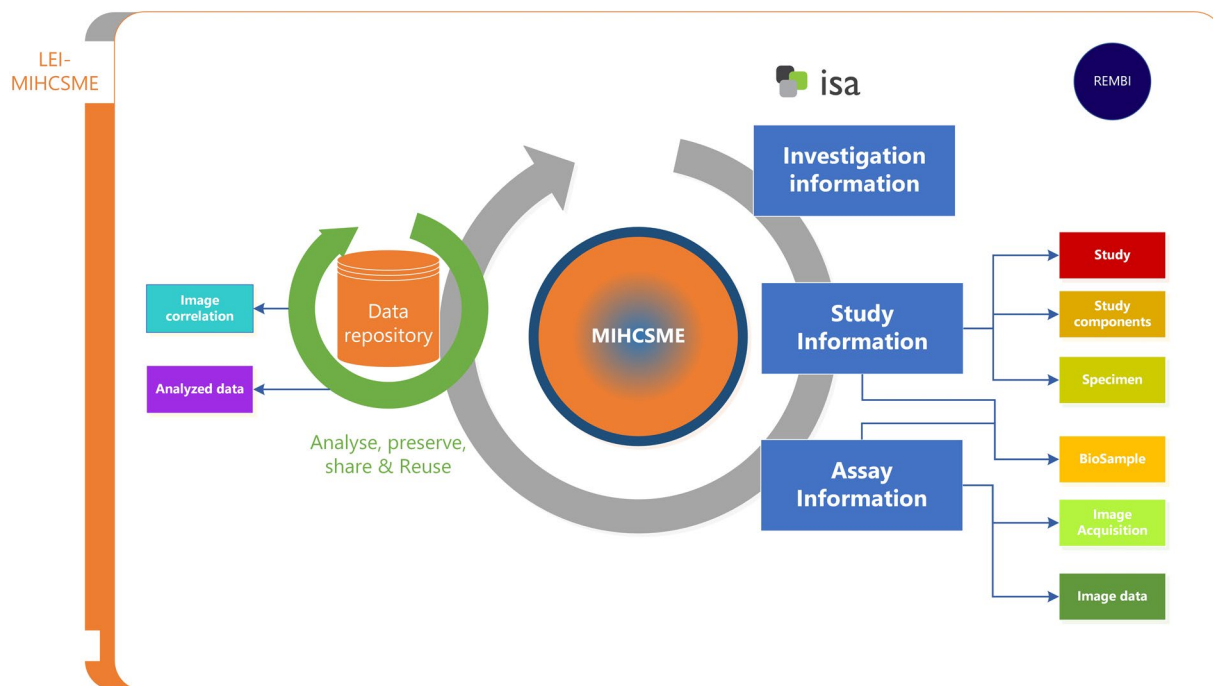 LEI-
MIHCSME
isa
REMBI
Investigation
information
Study
Image
correlation
Data
repository
MIHCSME
Study
Information
Study
components
Analyzed data
Specimen
Analyse, preserve,
share & Reuse
Assay
Information
BioSample
Image
Acquisition
Image data